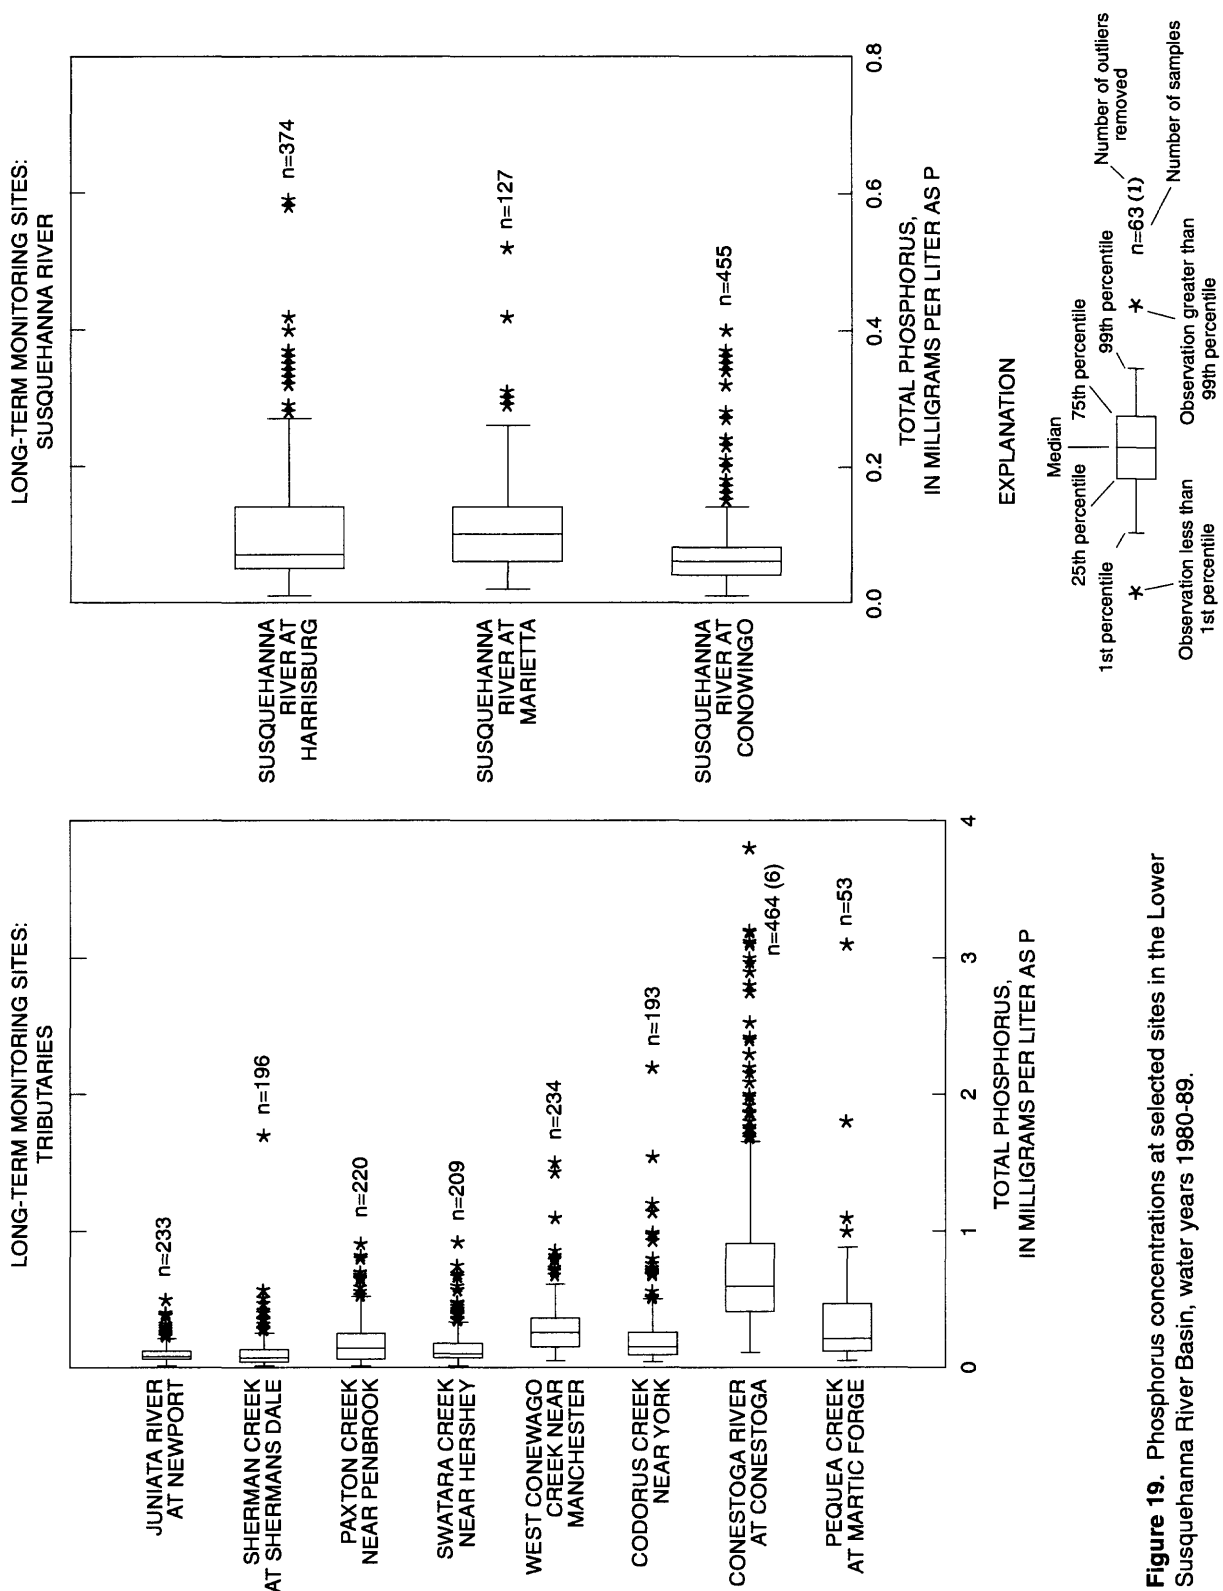 LONG-TERM MONITORING SITES:
TRIBUTARIES
JUNIATA RIVER
AT NEWPORT
n=233
SHERMAN CREEK
AT SHERMANS DALE
n=196
PAXTON CREEK
NEAR PENBROOK
n=220
SWATARA CREEK
NEAR HERSHEY
n=209
WEST CONEWAGO
CREEK NEAR
MANCHESTER
n=234
CODORUS CREEK
NEAR YORK
n=193
CONESTOGA RIVER
AT CONESTOGA
n=464 (6)
PEQUEA CREEK
AT MARTIC FORGE
n=53
0 1 2 3 4
TOTAL PHOSPHORUS,
IN MILLIGRAMS PER LITER AS P
LONG-TERM MONITORING SITES:
SUSQUEHANNA RIVER
SUSQUEHANNA
RIVER AT
HARRISBURG
n=374
SUSQUEHANNA
RIVER AT
MARIETTA
n=127
SUSQUEHANNA
RIVER AT
CONOWINGO
n=455
0.0 0.2 0.4 0.6 0.8
TOTAL PHOSPHORUS,
IN MILLIGRAMS PER LITER AS P
EXPLANATION
Median
25th percentile
75th percentile
1st percentile
99th percentile
Number of outliers
removed
n=63 (1)
Observation less than
1st percentile
Observation greater than
99th percentile
Number of samples
Figure 19. Phosphorus concentrations at selected sites in the Lower
Susquehanna River Basin, water years 1980-89.